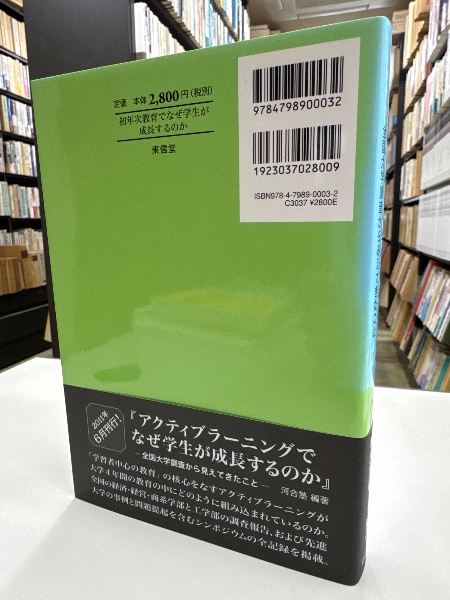 定価 本体2,800円(税別)
初年次教育でなぜ学生が
成長するのか
東信堂
9784798900032
1923037028009
ISBN978-4-7989-0003-2
C3037 ¥2800E
2011年
6月刊行!
『アクティブラーニングで
なぜ学生が成長するのか』
―全国大学調査から見えてきたこと―
河合塾 編著
「学習者中心の教育」の核心をなすアクティブラーニングが
大学4年間の教育の中にどのように組み込まれているのか。
全国の経済・経営・商系学部と工学部の調査報告、および先進
大学の事例と問題提起を含むシンポジウムの全記録を掲載。